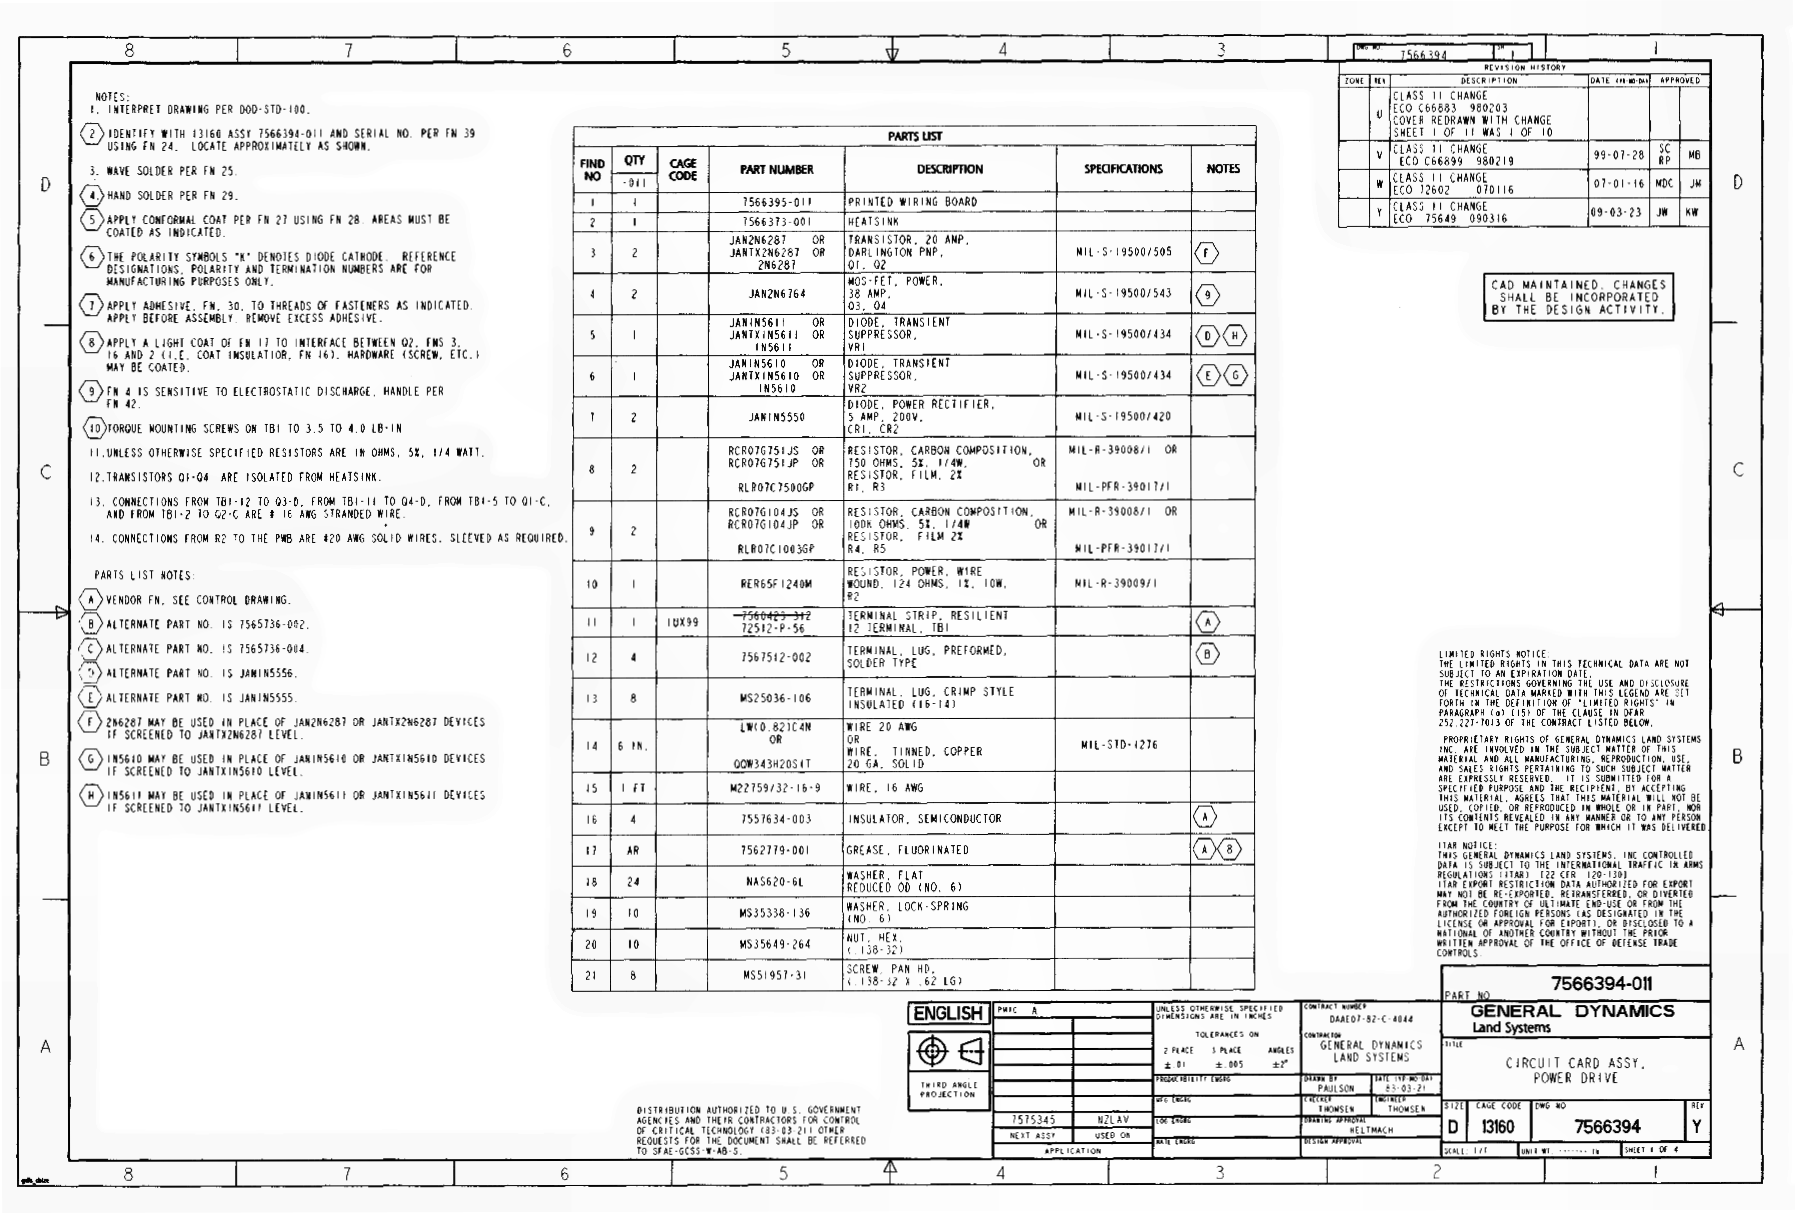 8 7 6 5 4 3 1
DWG NO. 7566394 SH 1
REVISION HISTORY
ZONE REV DESCRIPTION DATE (YR-MO-DA) APPROVED
U CLASS II CHANGE
ECO C66883 980203
COVER REDRAWN WITH CHANGE
SHEET 1 OF 11 WAS 1 OF 10
V CLASS II CHANGE
ECO C66899 980219 99-07-28 SC RP MB
W CLASS II CHANGE
ECO 72602 070116 07-01-16 MDC JM
Y CLASS II CHANGE
ECO 75649 090316 09-03-23 JW KW
CAD MAINTAINED. CHANGES
SHALL BE INCORPORATED
BY THE DESIGN ACTIVITY.
NOTES:
1. INTERPRET DRAWING PER DOD-STD-100.
2 IDENTIFY WITH 13160 ASSY 7566394-011 AND SERIAL NO. PER FN 39
USING FN 24. LOCATE APPROXIMATELY AS SHOWN.
3. WAVE SOLDER PER FN 25.
4. HAND SOLDER PER FN 29.
5 APPLY CONFORMAL COAT PER FN 27 USING FN 28. AREAS MUST BE
COATED AS INDICATED.
6 THE POLARITY SYMBOLS "K" DENOTES DIODE CATHODE. REFERENCE
DESIGNATIONS, POLARITY AND TERMINATION NUMBERS ARE FOR
MANUFACTURING PURPOSES ONLY.
7 APPLY ADHESIVE, FN, 30, TO THREADS OF FASTENERS AS INDICATED.
APPLY BEFORE ASSEMBLY. REMOVE EXCESS ADHESIVE.
8 APPLY A LIGHT COAT OF FN 17 TO INTERFACE BETWEEN Q2, FNS 3,
16 AND 2 (I.E. COAT INSULATIOR, FN 16). HARDWARE (SCREW, ETC.)
MAY BE COATED.
9 FN 4 IS SENSITIVE TO ELECTROSTATIC DISCHARGE, HANDLE PER
FN 42.
10 TORQUE MOUNTING SCREWS ON TB1 TO 3.5 TO 4.0 LB-IN
11. UNLESS OTHERWISE SPECIFIED RESISTORS ARE IN OHMS, 5%, 1/4 WATT.
12. TRANSISTORS Q1-Q4 ARE ISOLATED FROM HEATSINK.
13. CONNECTIONS FROM TB1-12 TO Q3-D, FROM TB1-11 TO Q4-D, FROM TB1-5 TO Q1-C,
AND FROM TB1-2 TO Q2-C ARE # 16 AWG STRANDED WIRE.
14. CONNECTIONS FROM R2 TO THE PWB ARE #20 AWG SOLID WIRES, SLEEVED AS REQUIRED.
PARTS LIST NOTES:
A VENDOR FN, SEE CONTROL DRAWING.
B ALTERNATE PART NO. IS 7565736-002.
C ALTERNATE PART NO. IS 7565736-004.
D ALTERNATE PART NO. IS JAN1N5556.
E ALTERNATE PART NO. IS JAN1N5555.
F 2N6287 MAY BE USED IN PLACE OF JAN2N6287 OR JANTX2N6287 DEVICES
IF SCREENED TO JANTX2N6287 LEVEL.
G 1N5610 MAY BE USED IN PLACE OF JAN1N5610 OR JANTX1N5610 DEVICES
IF SCREENED TO JANTX1N5610 LEVEL.
H 1N5611 MAY BE USED IN PLACE OF JAN1N5611 OR JANTX1N5611 DEVICES
IF SCREENED TO JANTX1N5611 LEVEL.
PARTS LIST
FIND NO QTY -011 CAGE CODE PART NUMBER DESCRIPTION SPECIFICATIONS NOTES
1 1 7566395-011 PRINTED WIRING BOARD
2 1 7566373-001 HEATSINK
3 2 JAN2N6287 OR TRANSISTOR, 20 AMP,
JANTX2N6287 OR DARLINGTON PNP, MIL-S-19500/505 F
2N6287 Q1, Q2
4 2 JAN2N6764 MOS-FET, POWER,
38 AMP, MIL-S-19500/543 9
Q3, Q4
5 1 JAN1N5611 OR DIODE, TRANSIENT
JANTX1N5611 OR SUPPRESSOR, MIL-S-19500/434 D H
1N5611 VR1
6 1 JAN1N5610 OR DIODE, TRANSIENT
JANTX1N5610 OR SUPPRESSOR, MIL-S-19500/434 E G
1N5610 VR2
7 2 JAN1N5550 DIODE, POWER RECTIFIER,
5 AMP, 200V, MIL-S-19500/420
CR1, CR2
8 2 RCR07G751JS OR RESISTOR, CARBON COMPOSITION, MIL-R-39008/1 OR
RCR07G751JP OR 750 OHMS, 5%, 1/4W, OR
RESISTOR, FILM, 2%
RLR07C7500GP R1, R3 MIL-PFR-39017/1
9 2 RCR07G104JS OR RESISTOR, CARBON COMPOSITION, MIL-R-39008/1 OR
RCR07G104JP OR 100K OHMS, 5%, 1/4W OR
RESISTOR, FILM 2%
RLR07C1003GP R4, R5 MIL-PFR-39017/1
10 1 RER65F1240M RESISTOR, POWER, WIRE
WOUND, 124 OHMS, 1%, 10W, MIL-R-39009/1
R2
11 1 1UX99 7560423-312 TERMINAL STRIP, RESILIENT
72512-P-56 12 TERMINAL, TB1 A
12 4 7567512-002 TERMINAL, LUG, PREFORMED,
SOLDER TYPE B
13 8 MS25036-106 TERMINAL, LUG, CRIMP STYLE
INSULATED (16-14)
14 6 IN. LW(0.821C4N WIRE 20 AWG
OR OR
WIRE, TINNED, COPPER MIL-STD-1276
QQW343H20S1T 20 GA, SOLID
15 1 FT M22759/32-16-9 WIRE, 16 AWG
16 4 7557634-003 INSULATOR, SEMICONDUCTOR A
17 AR 7562779-001 GREASE, FLUORINATED A 8
18 24 NAS620-6L WASHER, FLAT
REDUCED OD (NO. 6)
19 10 MS35338-136 WASHER, LOCK-SPRING
(NO. 6)
20 10 MS35649-264 NUT, HEX,
(.138-32)
21 8 MS51957-31 SCREW, PAN HD,
(.138-32 X .62 LG)
LIMITED RIGHTS NOTICE:
THE LIMITED RIGHTS IN THIS TECHNICAL DATA ARE NOT
SUBJECT TO AN EXPIRATION DATE.
THE RESTRICTIONS GOVERNING THE USE AND DISCLOSURE
OF TECHNICAL DATA MARKED WITH THIS LEGEND ARE SET
FORTH IN THE DEFINITION OF "LIMITED RIGHTS" IN
PARAGRAPH (a) (15) OF THE CLAUSE IN DFAR
252.227-7013 OF THE CONTRACT LISTED BELOW.
PROPRIETARY RIGHTS OF GENERAL DYNAMICS LAND SYSTEMS
INC. ARE INVOLVED IN THE SUBJECT MATTER OF THIS
MATERIAL AND ALL MANUFACTURING, REPRODUCTION, USE,
AND SALES RIGHTS PERTAINING TO SUCH SUBJECT MATTER
ARE EXPRESSLY RESERVED. IT IS SUBMITTED FOR A
SPECIFIED PURPOSE AND THE RECIPIENT, BY ACCEPTING
THIS MATERIAL, AGREES THAT THIS MATERIAL WILL NOT BE
USED, COPIED, OR REPRODUCED IN WHOLE OR IN PART, NOR
ITS CONTENTS REVEALED IN ANY MANNER OR TO ANY PERSON
EXCEPT TO MEET THE PURPOSE FOR WHICH IT WAS DELIVERED
ITAR NOTICE:
THIS GENERAL DYNAMICS LAND SYSTEMS, INC CONTROLLED
DATA IS SUBJECT TO THE INTERNATIONAL TRAFFIC IN ARMS
REGULATIONS (ITAR) [22 CFR 120-130]
ITAR EXPORT RESTRICTION DATA AUTHORIZED FOR EXPORT
MAY NOT BE RE-EXPORTED, RETRANSFERRED, OR DIVERTED
FROM THE COUNTRY OF ULTIMATE END-USE OR FROM THE
AUTHORIZED FOREIGN PERSONS (AS DESIGNATED IN THE
LICENSE OR APPROVAL FOR EXPORT), OR DISCLOSED TO A
NATIONAL OF ANOTHER COUNTRY WITHOUT THE PRIOR
WRITTEN APPROVAL OF THE OFFICE OF DEFENSE TRADE
CONTROLS.
DISTRIBUTION AUTHORIZED TO U.S. GOVERNMENT
AGENCIES AND THEIR CONTRACTORS FOR CONTROL
OF CRITICAL TECHNOLOGY (83-03-21) OTHER
REQUESTS FOR THE DOCUMENT SHALL BE REFERRED
TO SFAE-GCSS-W-AB-S.
ENGLISH
THIRD ANGLE
PROJECTION
PWIC A
7575345 NZLAV
NEXT ASSY USED ON
APPLICATION
UNLESS OTHERWISE SPECIFIED
DIMENSIONS ARE IN INCHES
TOLERANCES ON
2 PLACE 3 PLACE ANGLES
±.01 ±.005 ±2°
PRODUCIBILITY ENGRG
MFG ENGRG
LOG ENGRG
MATL ENGRG
CONTRACT NUMBER
DAAE07-82-C-4044
CONTRACTOR
GENERAL DYNAMICS
LAND SYSTEMS
DRAWN BY PAULSON DATE (YR-MO-DA) 83-03-21
CHECKER THOMSEN ENGINEER THOMSEN
DRAWING APPROVAL
HELTMACH
DESIGN APPROVAL
7566394-011
PART NO
GENERAL DYNAMICS
Land Systems
TITLE
CIRCUIT CARD ASSY,
POWER DRIVE
SIZE D CAGE CODE 13160 DWG NO 7566394 REV Y
SCALE: 1/1 UNIT WT. SHEET 1 OF 4
D C B A
D C B A
8 7 6 5 4 3 2 1